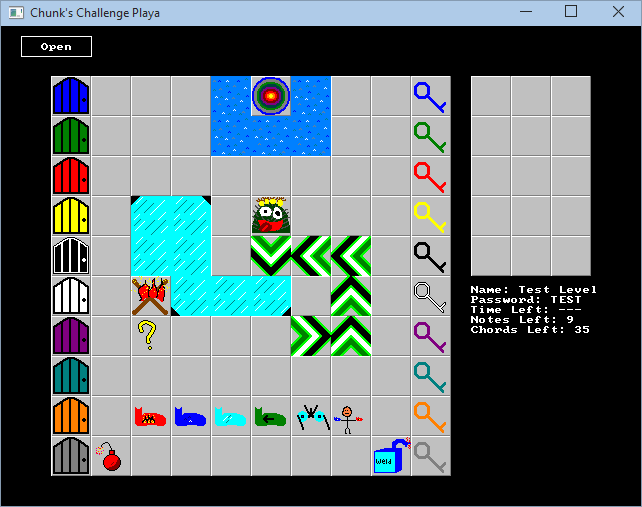 Chunk's Challenge Playa
Open
Name: Test Level
Password: TEST
Time Left: ---
Notes Left: 9
Chords Left: 35
?
Weld